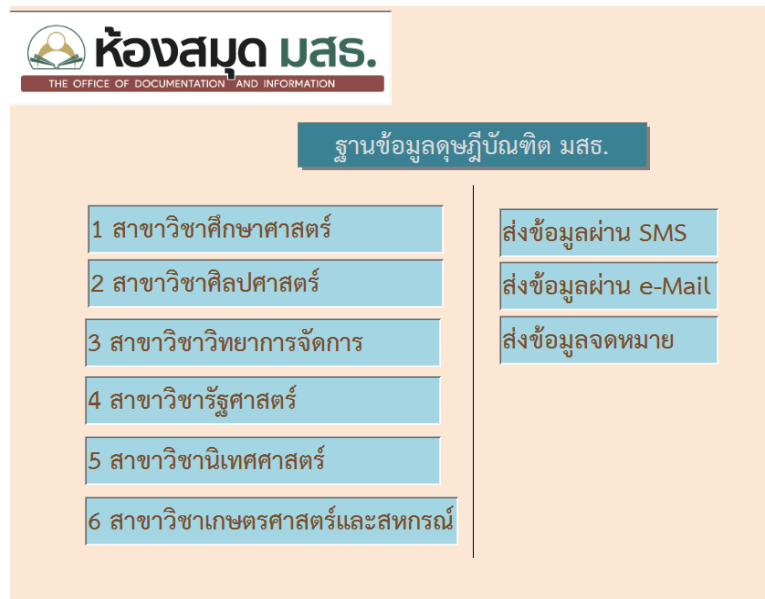 ห้องสมุด มสธ.
THE OFFICE OF DOCUMENTATION AND INFORMATION
ฐานข้อมูลดุษฎีบัณฑิต มสธ.
1 สาขาวิชาศึกษาศาสตร์
2 สาขาวิชาศิลปศาสตร์
3 สาขาวิชาวิทยาการจัดการ
4 สาขาวิชารัฐศาสตร์
5 สาขาวิชานิเทศศาสตร์
6 สาขาวิชาเกษตรศาสตร์และสหกรณ์
ส่งข้อมูลผ่าน SMS
ส่งข้อมูลผ่าน e-Mail
ส่งข้อมูลจดหมาย